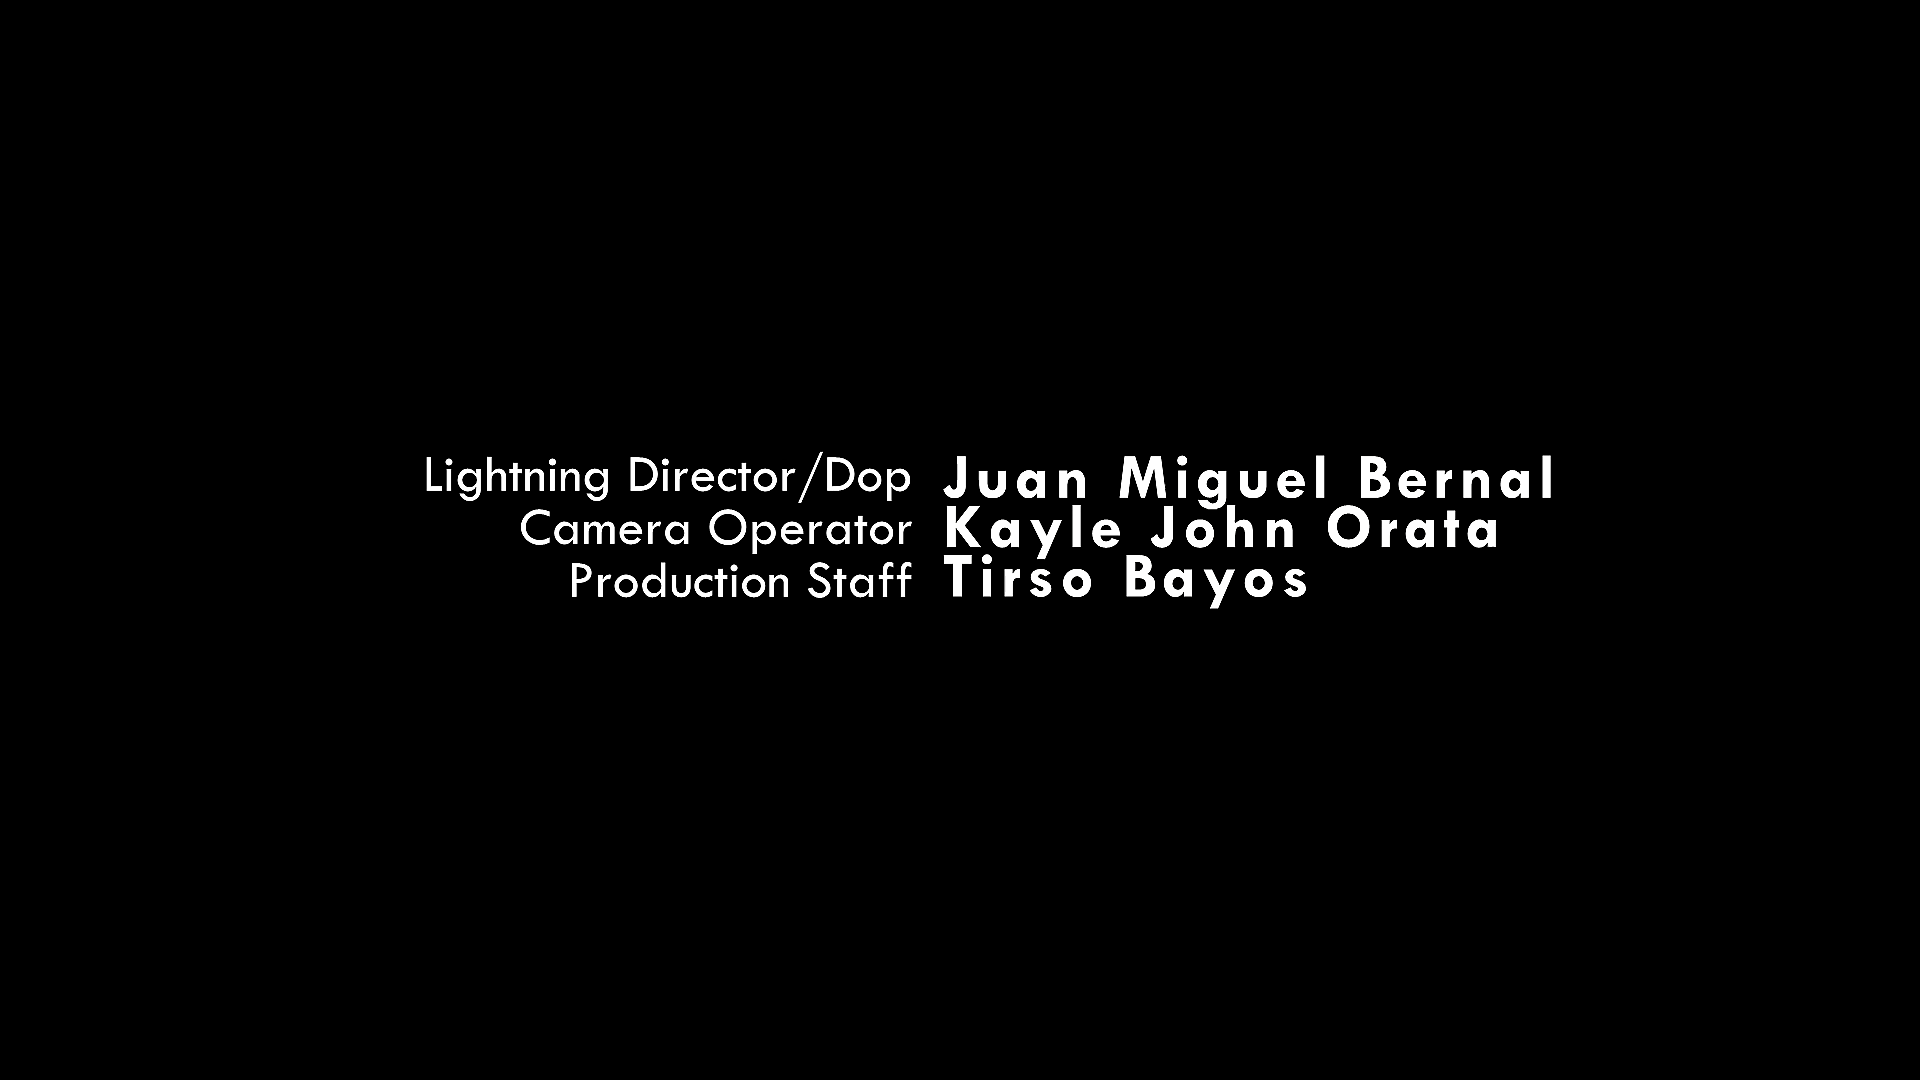 Lightning Director/Dop Juan Miguel Bernal
Camera Operator Kayle John Orata
Production Staff Tirso Bayos